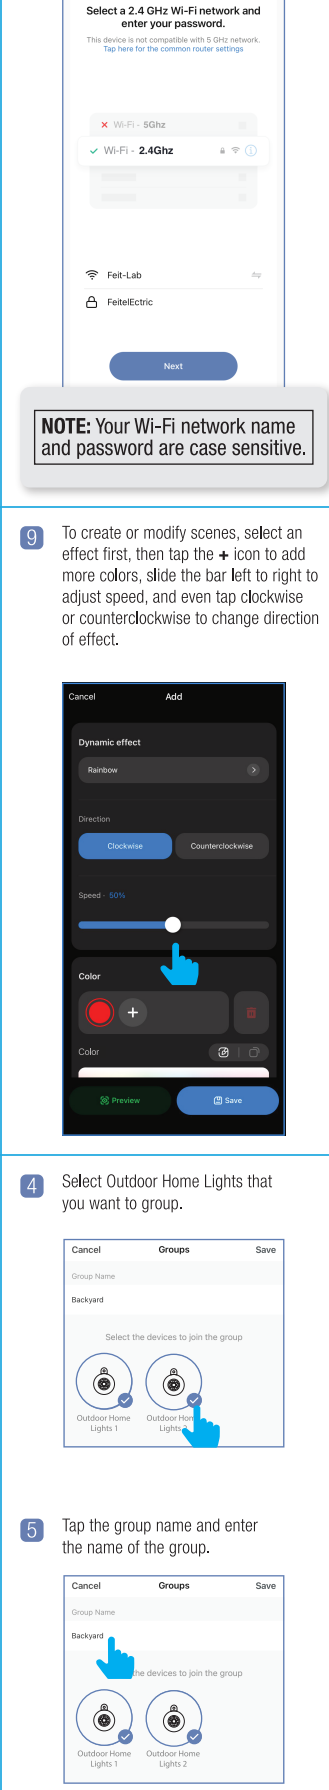 Select a 2.4 GHz Wi-Fi network and
enter your password.
This device is not compatible with 5 GHz network.
Tap here for the common router settings
Wi-Fi - 5Ghz
Wi-Fi - 2.4Ghz
Feit-Lab
FeitelEctric
Next
NOTE: Your Wi-Fi network name
and password are case sensitive.
9 To create or modify scenes, select an
effect first, then tap the + icon to add
more colors, slide the bar left to right to
adjust speed, and even tap clockwise
or counterclockwise to change direction
of effect.
Cancel Add
Dynamic effect
Rainbow
Direction
Clockwise Counterclockwise
Speed - 50%
Color
Color
Preview Save
4 Select Outdoor Home Lights that
you want to group.
Cancel Groups Save
Group Name
Backyard
Select the devices to join the group
Outdoor Home Outdoor Hom
Lights 1 Lights 2
5 Tap the group name and enter
the name of the group.
Cancel Groups Save
Group Name
Backyard
the devices to join the group
Outdoor Home Outdoor Home
Lights 1 Lights 2